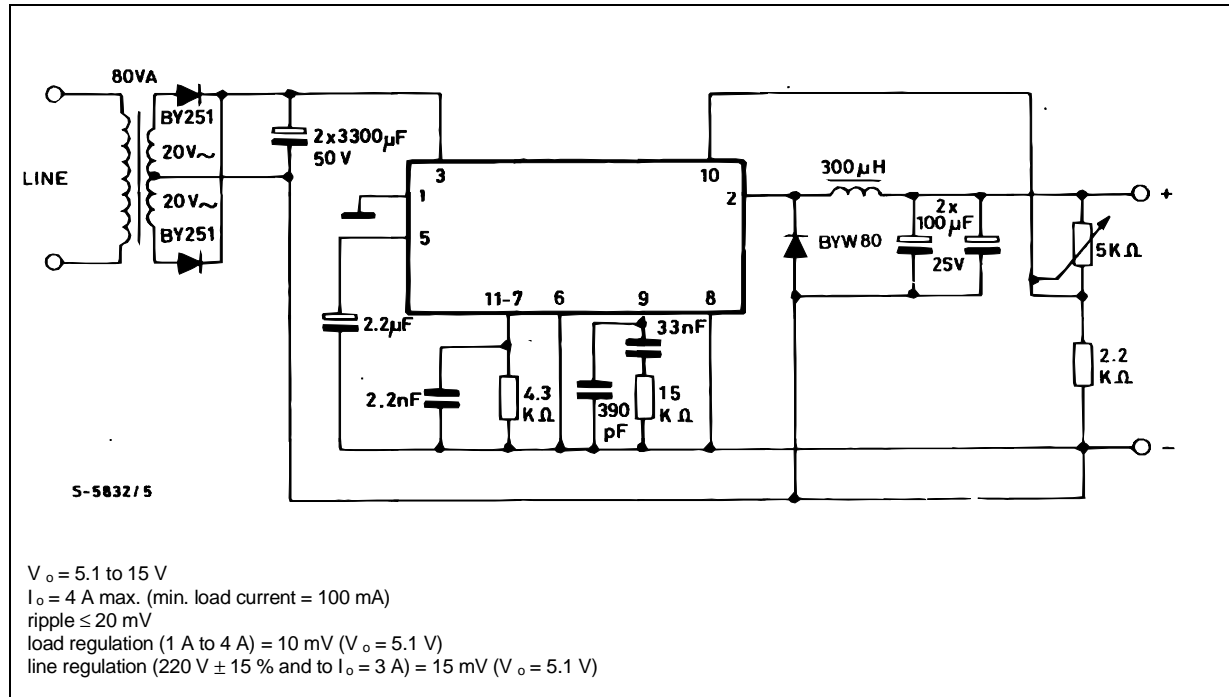 80VA
BY251
20V~
LINE
20V~
BY251
2x3300µF
50V
3
10
1
2
5
300µH
2x
100µF
25V
BYW80
+
5KΩ
11-7
6
9
8
2.2µF
33nF
2.2nF
4.3
KΩ
390
pF
15
KΩ
2.2
KΩ
-
S-5832/5
V o = 5.1 to 15 V
I o = 4 A max. (min. load current = 100 mA)
ripple ≤ 20 mV
load regulation (1 A to 4 A) = 10 mV (V o = 5.1 V)
line regulation (220 V ± 15 % and to I o = 3 A) = 15 mV (V o = 5.1 V)